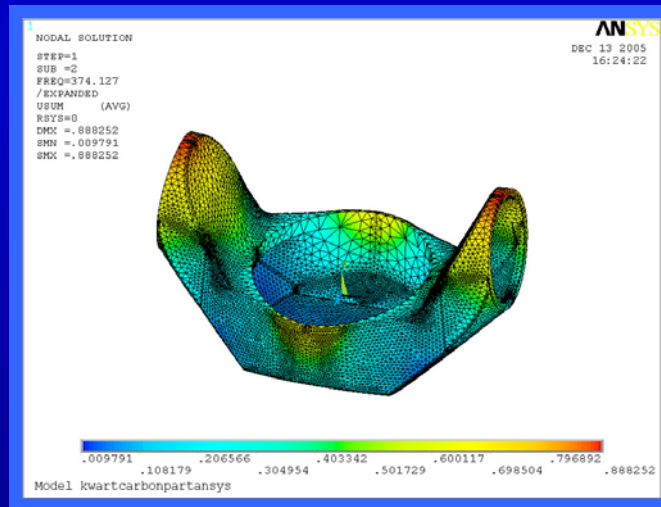 1
NODAL SOLUTION
STEP=1
SUB =2
FREQ=374.127
/EXPANDED
USUM (AVG)
RSYS=0
DMX =.888252
SMN =.009791
SMX =.888252
ANSYS
DEC 13 2005
16:24:22
.009791 .206566 .403342 .600117 .796892
.108179 .304954 .501729 .698504 .888252
Model kwartcarbonpartansys